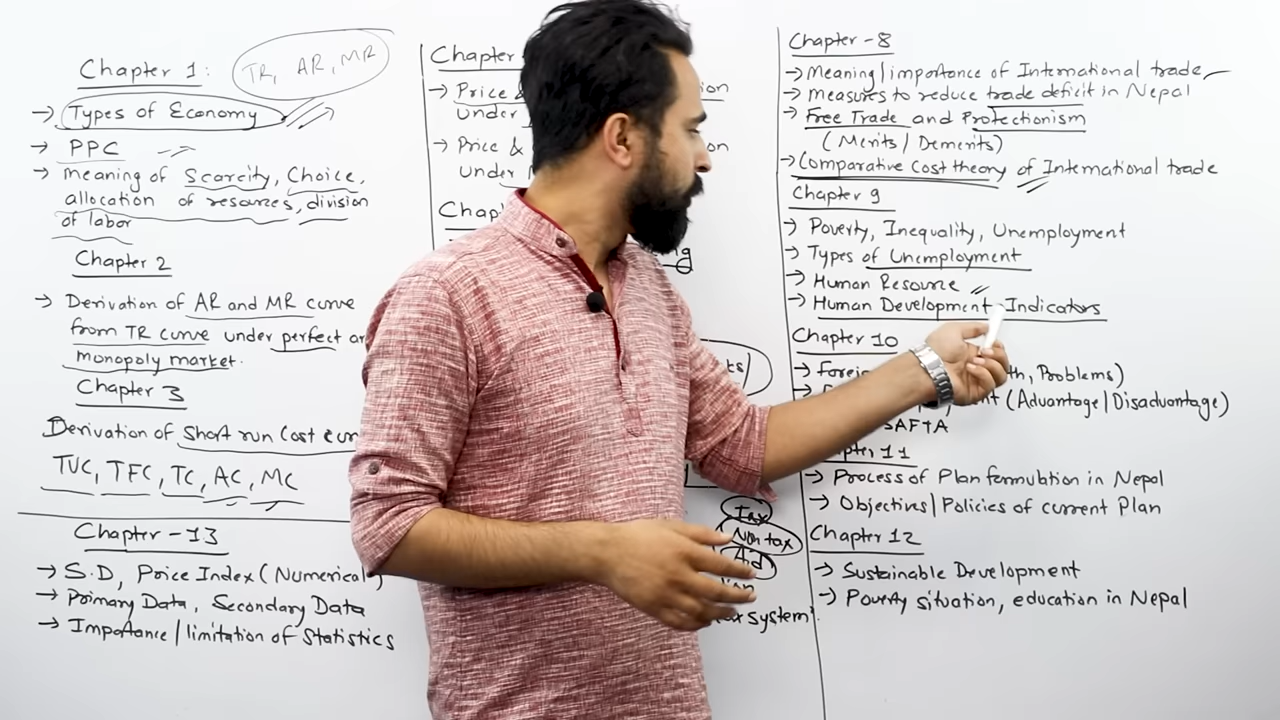 Chapter 1:
TR, AR, MR
→ Types of Economy
→ PPC
→ Meaning of Scarcity, Choice,
allocation of resources, division
of labor
Chapter 2
→ Derivation of AR and MR curve
from TR curve under perfect or
monopoly market.
Chapter 3
Derivation of short run Cost cur
TVC, TFC, TC, AC, MC
Chapter -13
→ S.D, Price Index (Numerical)
→ Primary Data, Secondary Data
→ Importance/limitation of Statistics
Chapter
→ Price &
under
→ Price &
under
Tax
Non tax
Aid
tax system.
Chapter -8
→ Meaning/importance of International trade
→ Measures to reduce trade deficit in Nepal
→ Free Trade and Protectionism
(Merits/Demerits)
→ Comparative Cost theory of International trade
Chapter 9
→ Poverty, Inequality, Unemployment
→ Types of Unemployment
→ Human Resource
→ Human Development Indicators
Chapter 10
→ Problems)
(Advantage/Disadvantage)
SAFTA
11
→ Process of Plan formulation in Nepal
→ Objectives/Policies of current Plan
Chapter 12
→ Sustainable Development
→ Poverty situation, education in Nepal